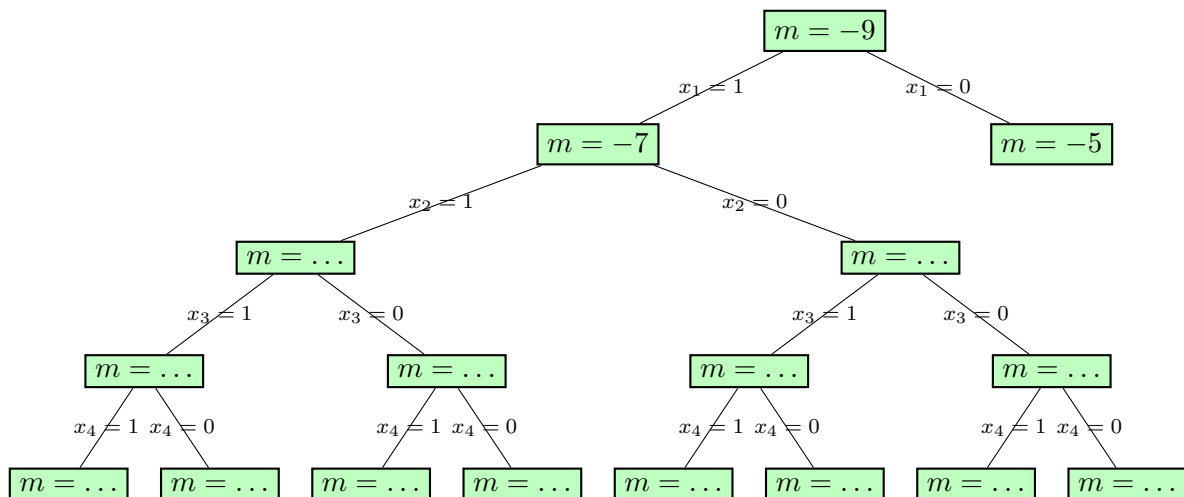 m = −9
x₁ = 1 x₁ = 0
m = −7 m = −5
x₂ = 1 x₂ = 0
m = … m = …
x₃ = 1 x₃ = 0 x₃ = 1 x₃ = 0
m = … m = … m = … m = …
x₄ = 1 x₄ = 0 x₄ = 1 x₄ = 0 x₄ = 1 x₄ = 0 x₄ = 1 x₄ = 0
m = … m = … m = … m = … m = … m = … m = … m = …